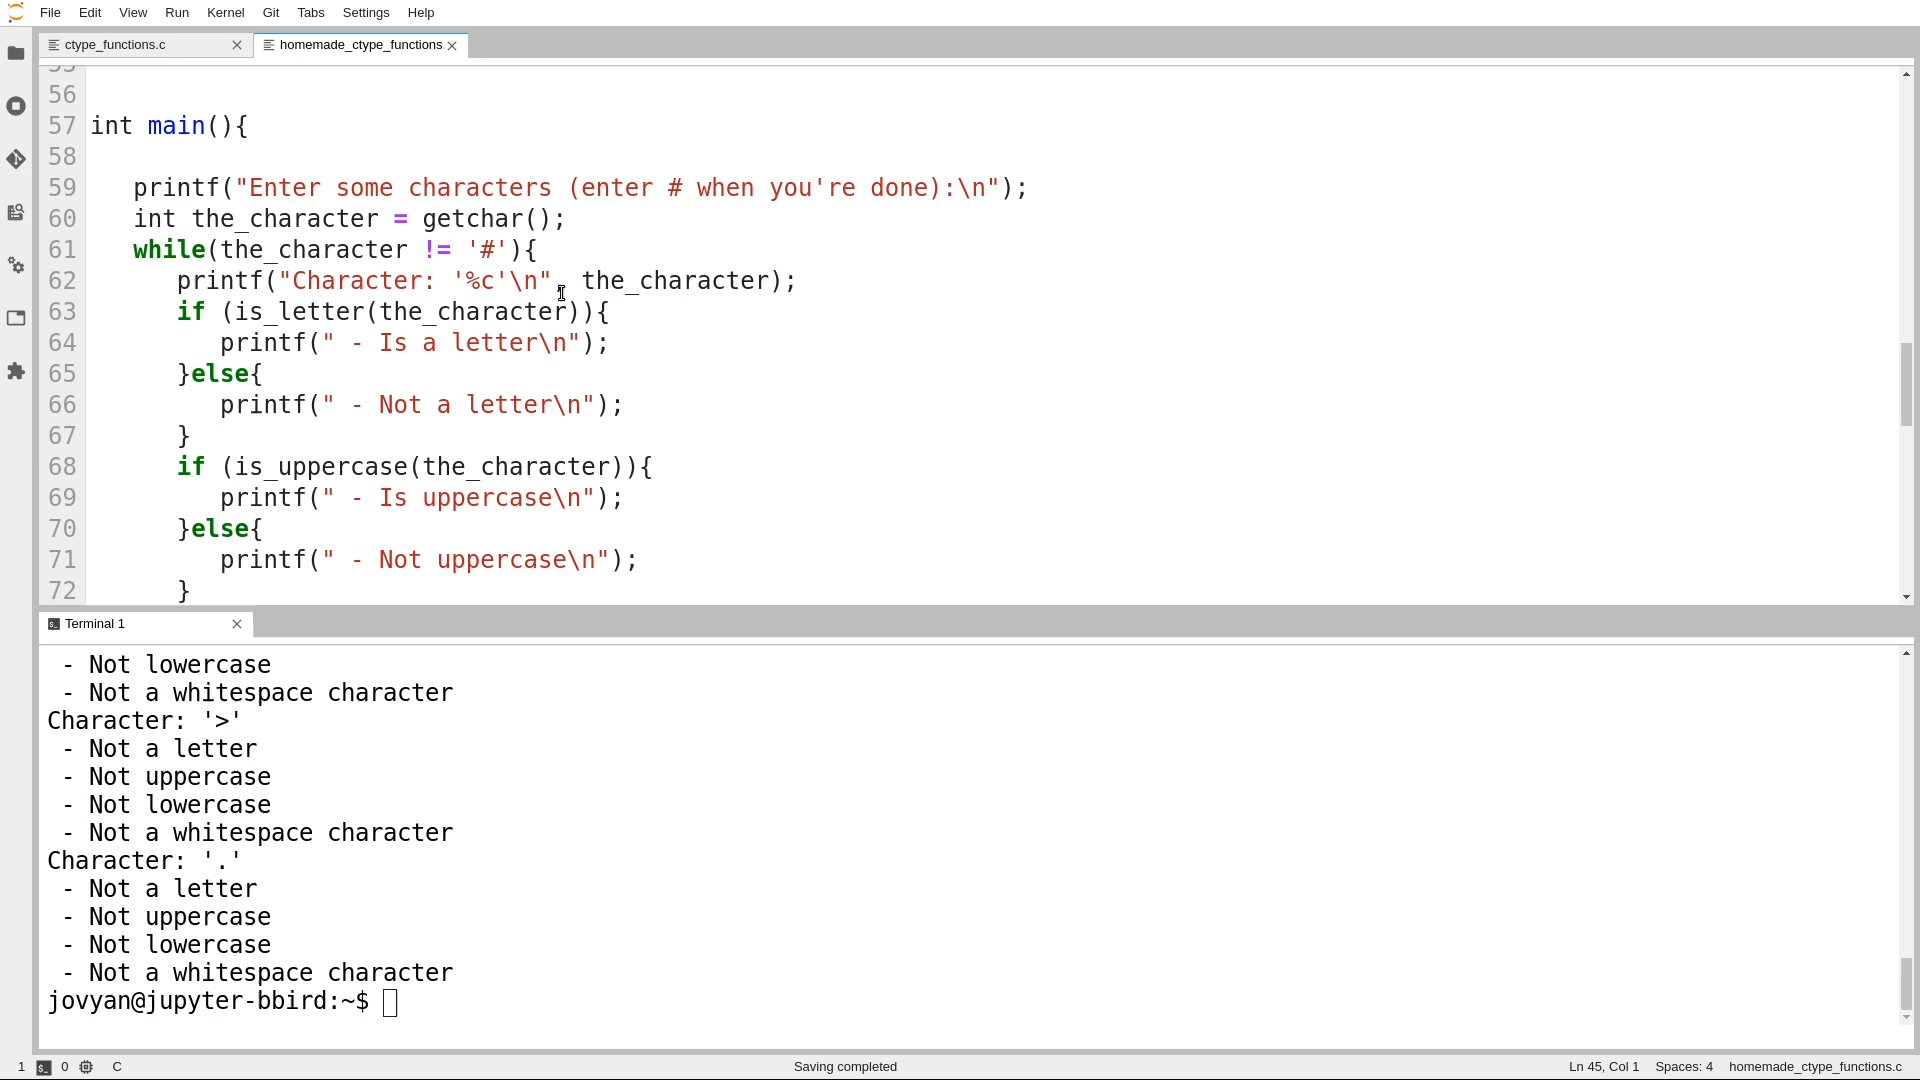 File Edit View Run Kernel Git Tabs Settings Help
ctype_functions.c
homemade_ctype_functions
55
56
57 int main(){
58
59 printf("Enter some characters (enter # when you're done):\n");
60 int the_character = getchar();
61 while(the_character != '#'){
62 printf("Character: '%c'\n", the_character);
63 if (is_letter(the_character)){
64 printf(" - Is a letter\n");
65 }else{
66 printf(" - Not a letter\n");
67 }
68 if (is_uppercase(the_character)){
69 printf(" - Is uppercase\n");
70 }else{
71 printf(" - Not uppercase\n");
72 }
Terminal 1
- Not lowercase
- Not a whitespace character
Character: '>'
- Not a letter
- Not uppercase
- Not lowercase
- Not a whitespace character
Character: '.'
- Not a letter
- Not uppercase
- Not lowercase
- Not a whitespace character
jovyan@jupyter-bbird:~$
1 0 C Saving completed Ln 45, Col 1 Spaces: 4 homemade_ctype_functions.c